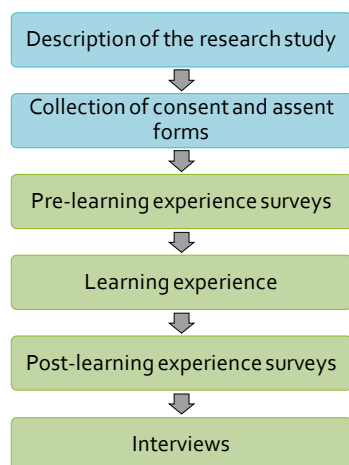 Description of the research study
Collection of consent and assent
forms
Pre-learning experience surveys
Learning experience
Post-learning experience surveys
Interviews